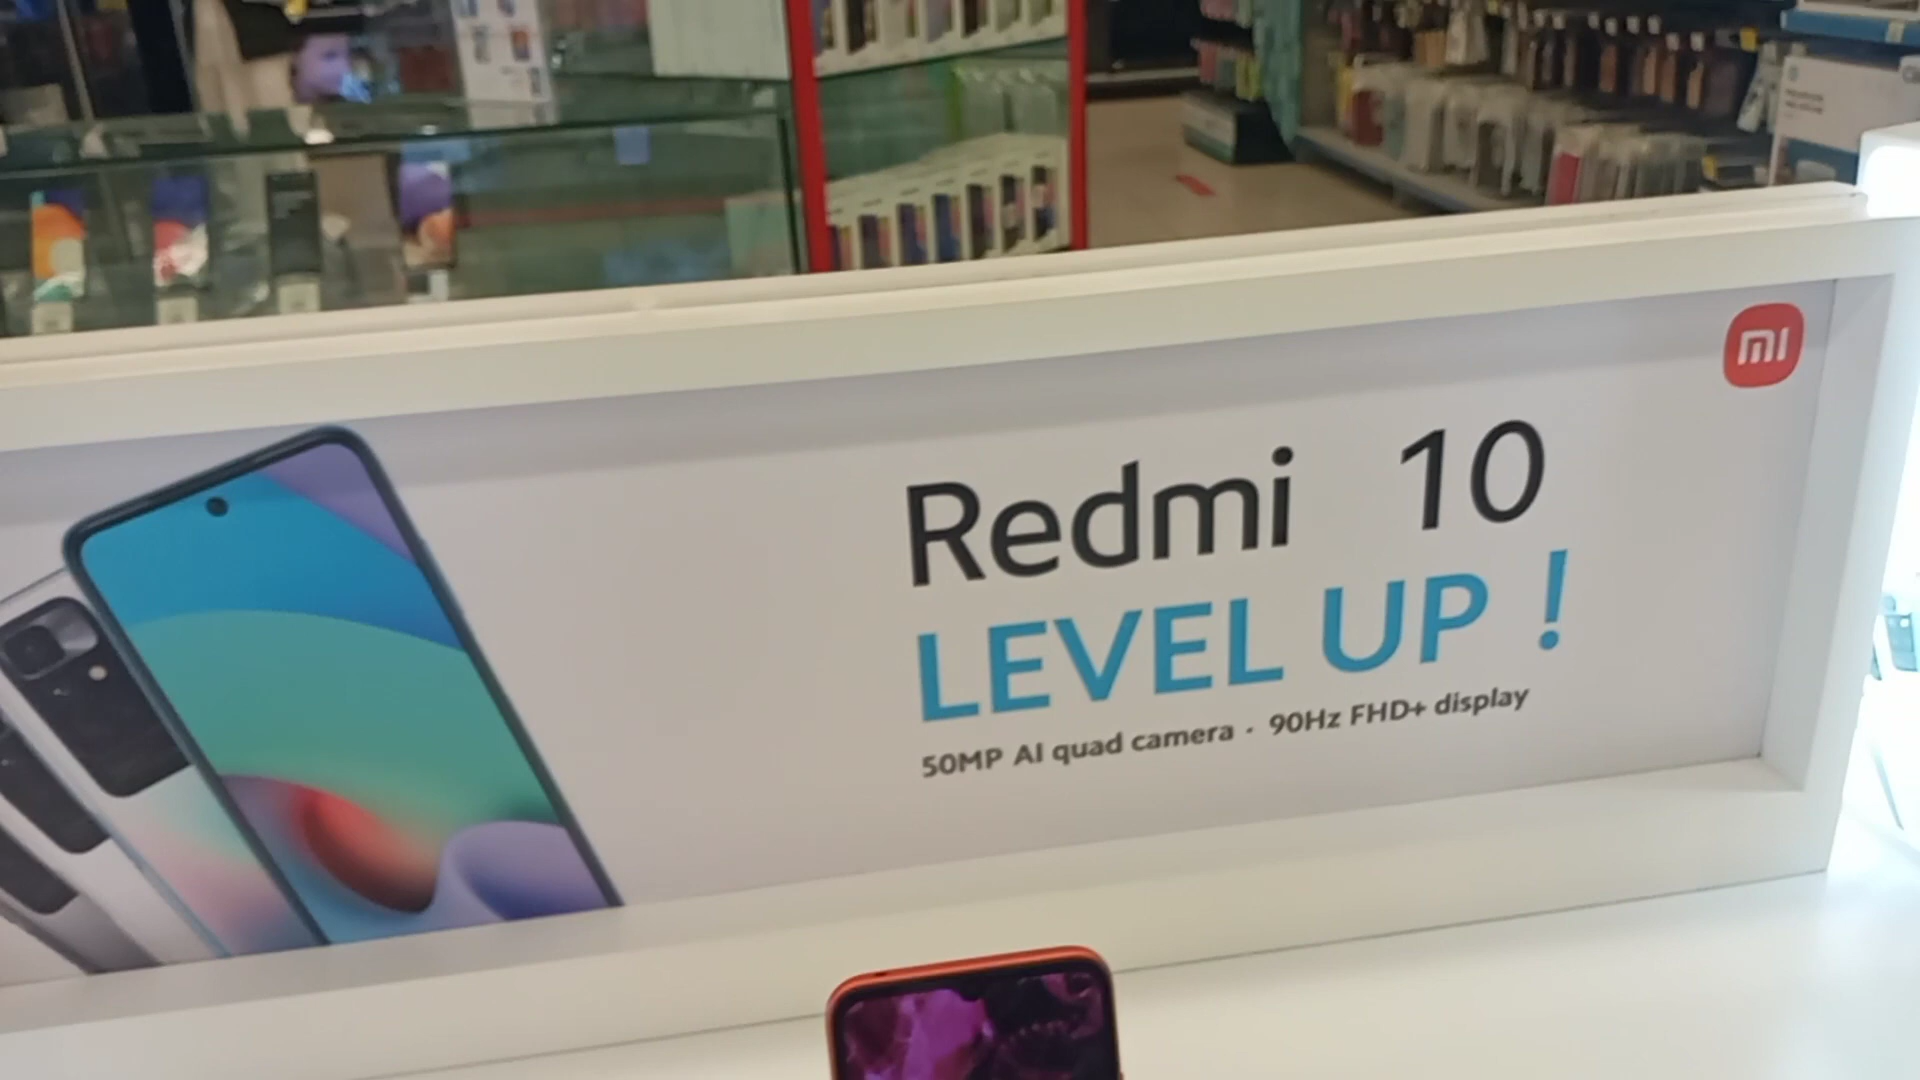 mi
Redmi 10
LEVEL UP !
50MP AI quad camera · 90Hz FHD+ display